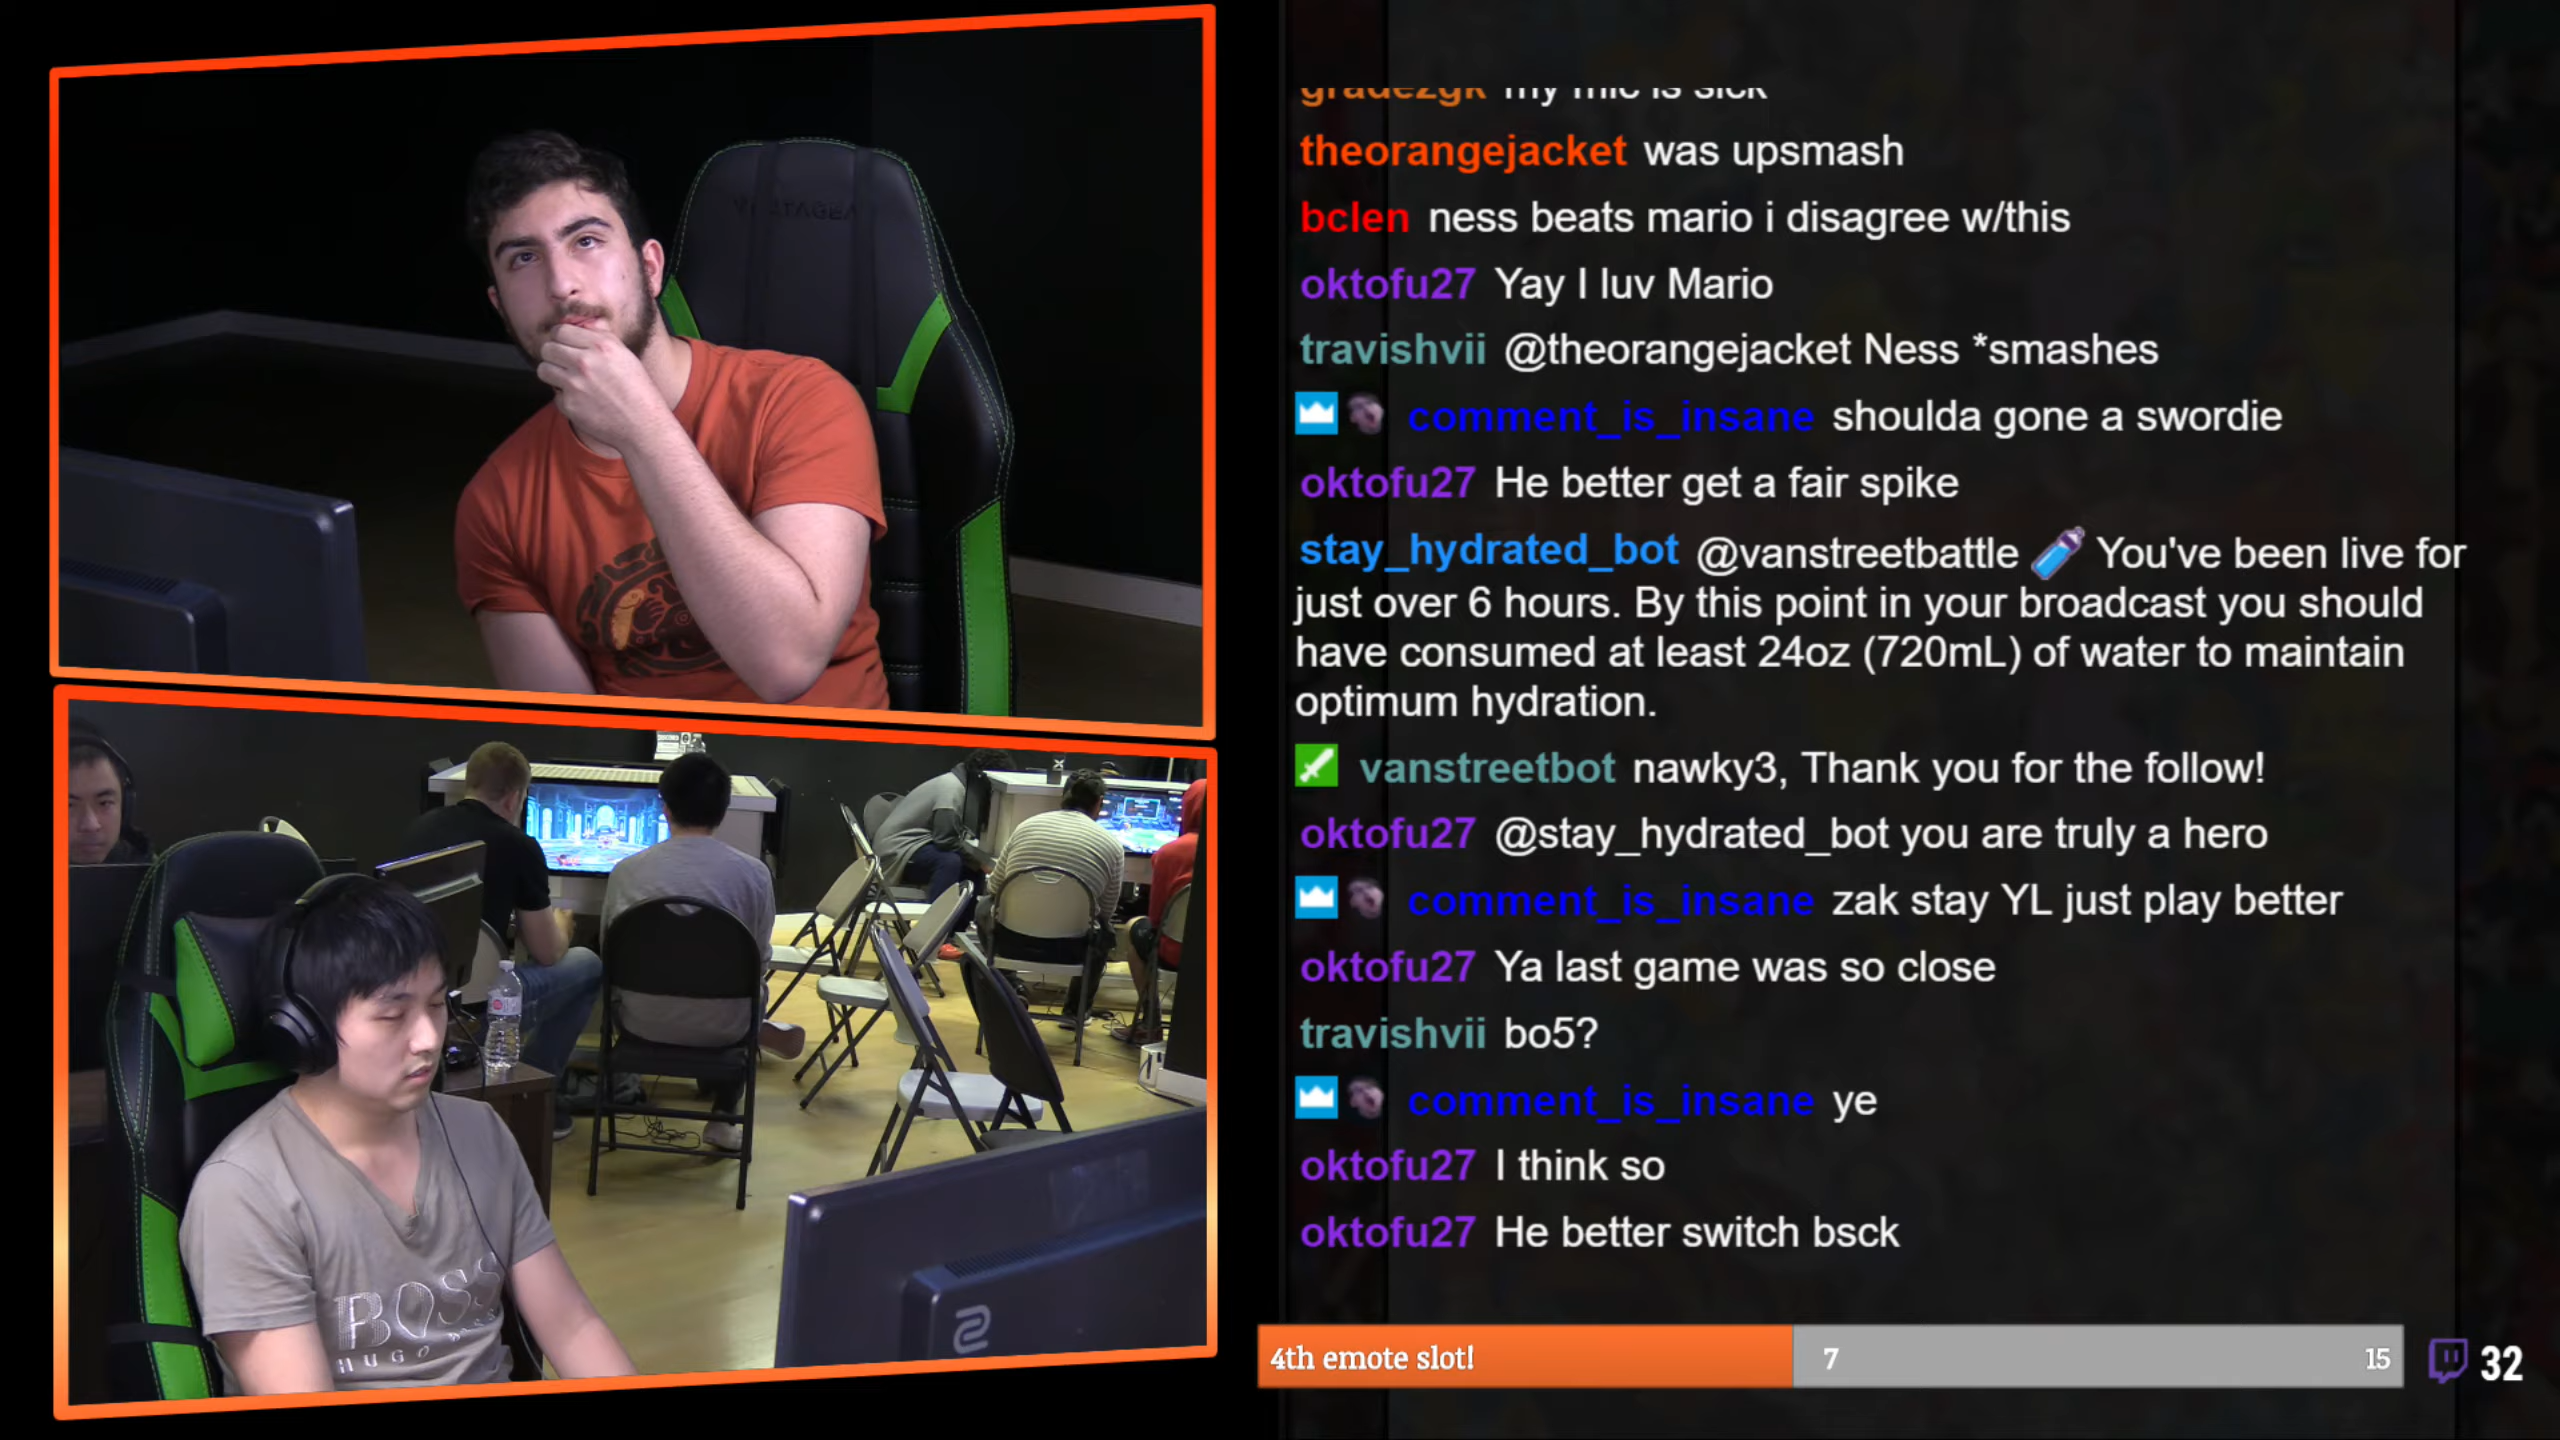 BOSS
HUGO
gradezgk my mic is sick
theorangejacket was upsmash
bclen ness beats mario i disagree w/this
oktofu27 Yay I luv Mario
travishvii @theorangejacket Ness *smashes
comment_is_insane shoulda gone a swordie
oktofu27 He better get a fair spike
stay_hydrated_bot @vanstreetbattle You've been live for
just over 6 hours. By this point in your broadcast you should
have consumed at least 24oz (720mL) of water to maintain
optimum hydration.
vanstreetbot nawky3, Thank you for the follow!
oktofu27 @stay_hydrated_bot you are truly a hero
comment_is_insane zak stay YL just play better
oktofu27 Ya last game was so close
travishvii bo5?
comment_is_insane ye
oktofu27 I think so
oktofu27 He better switch bsck
4th emote slot! 7 15 32